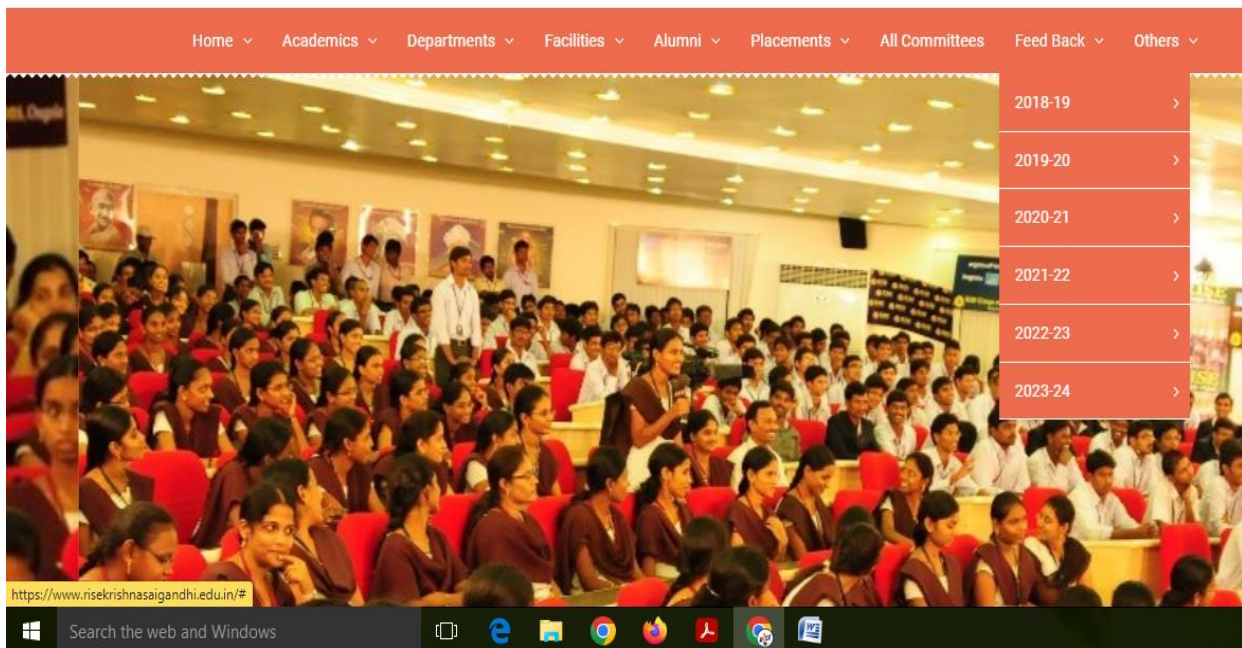 Home Academics Departments Facilities Alumni Placements All Committees Feed Back Others
2018-19
2019-20
2020-21
2021-22
2022-23
2023-24
https://www.risekrishnasaigandhi.edu.in/#
Search the web and Windows